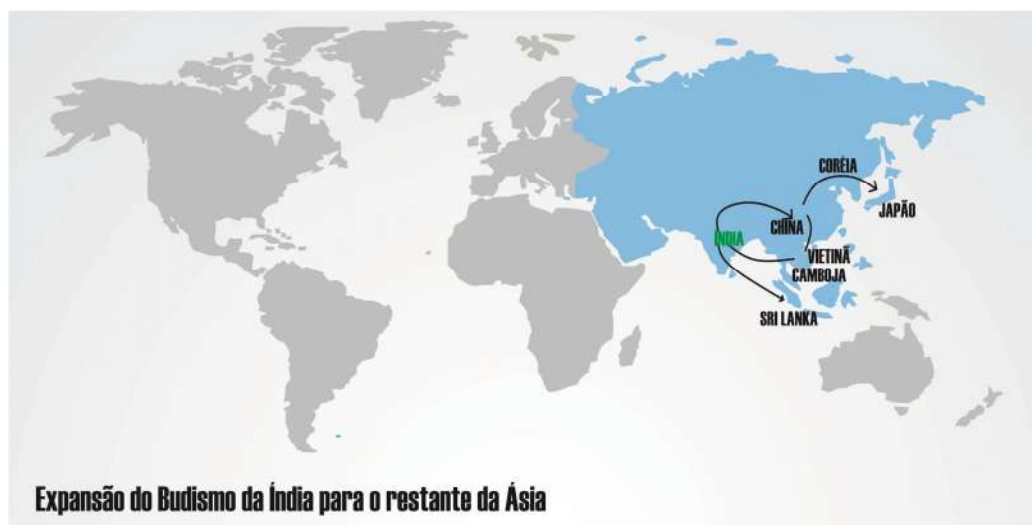 CORÉIA
JAPÃO
CHINA
ÍNDIA
VIETINÃ
CAMBOJA
SRI LANKA
Expansão do Budismo da Índia para o restante da Ásia